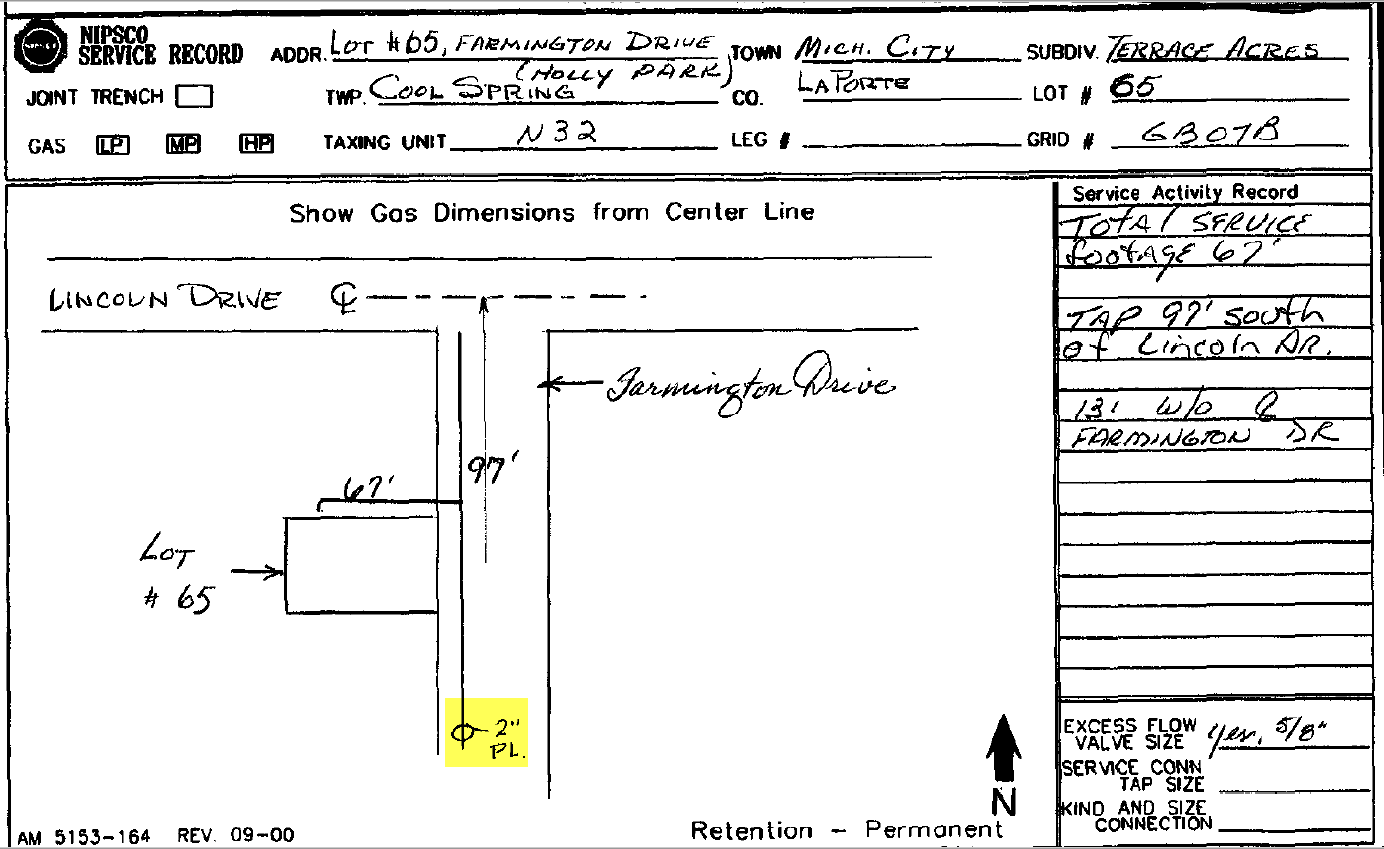 NIPSCO
SERVICE RECORD ADDR. LOT #65, FARMINGTON DRIVE TOWN MICH. CITY SUBDIV. TERRACE ACRES
(HOLLY PARK)
JOINT TRENCH TWP. COOL SPRING CO. LAPORTE LOT # 65
GAS LP MP HP TAXING UNIT N32 LEG # GRID # GB07B
Show Gas Dimensions from Center Line
LINCOLN DRIVE ℄
Farmington Drive
97'
67'
LOT
# 65
2"
PL.
N
AM 5153-164 REV. 09-00 Retention - Permanent
Service Activity Record
TOTAL SERVICE
footAGE 67'
TAP 97' south
of Lincoln DR.
13' W/O ℄
FARMINGTON DR
EXCESS FLOW
VALVE SIZE yes, 5/8"
SERVICE CONN
TAP SIZE
KIND AND SIZE
CONNECTION